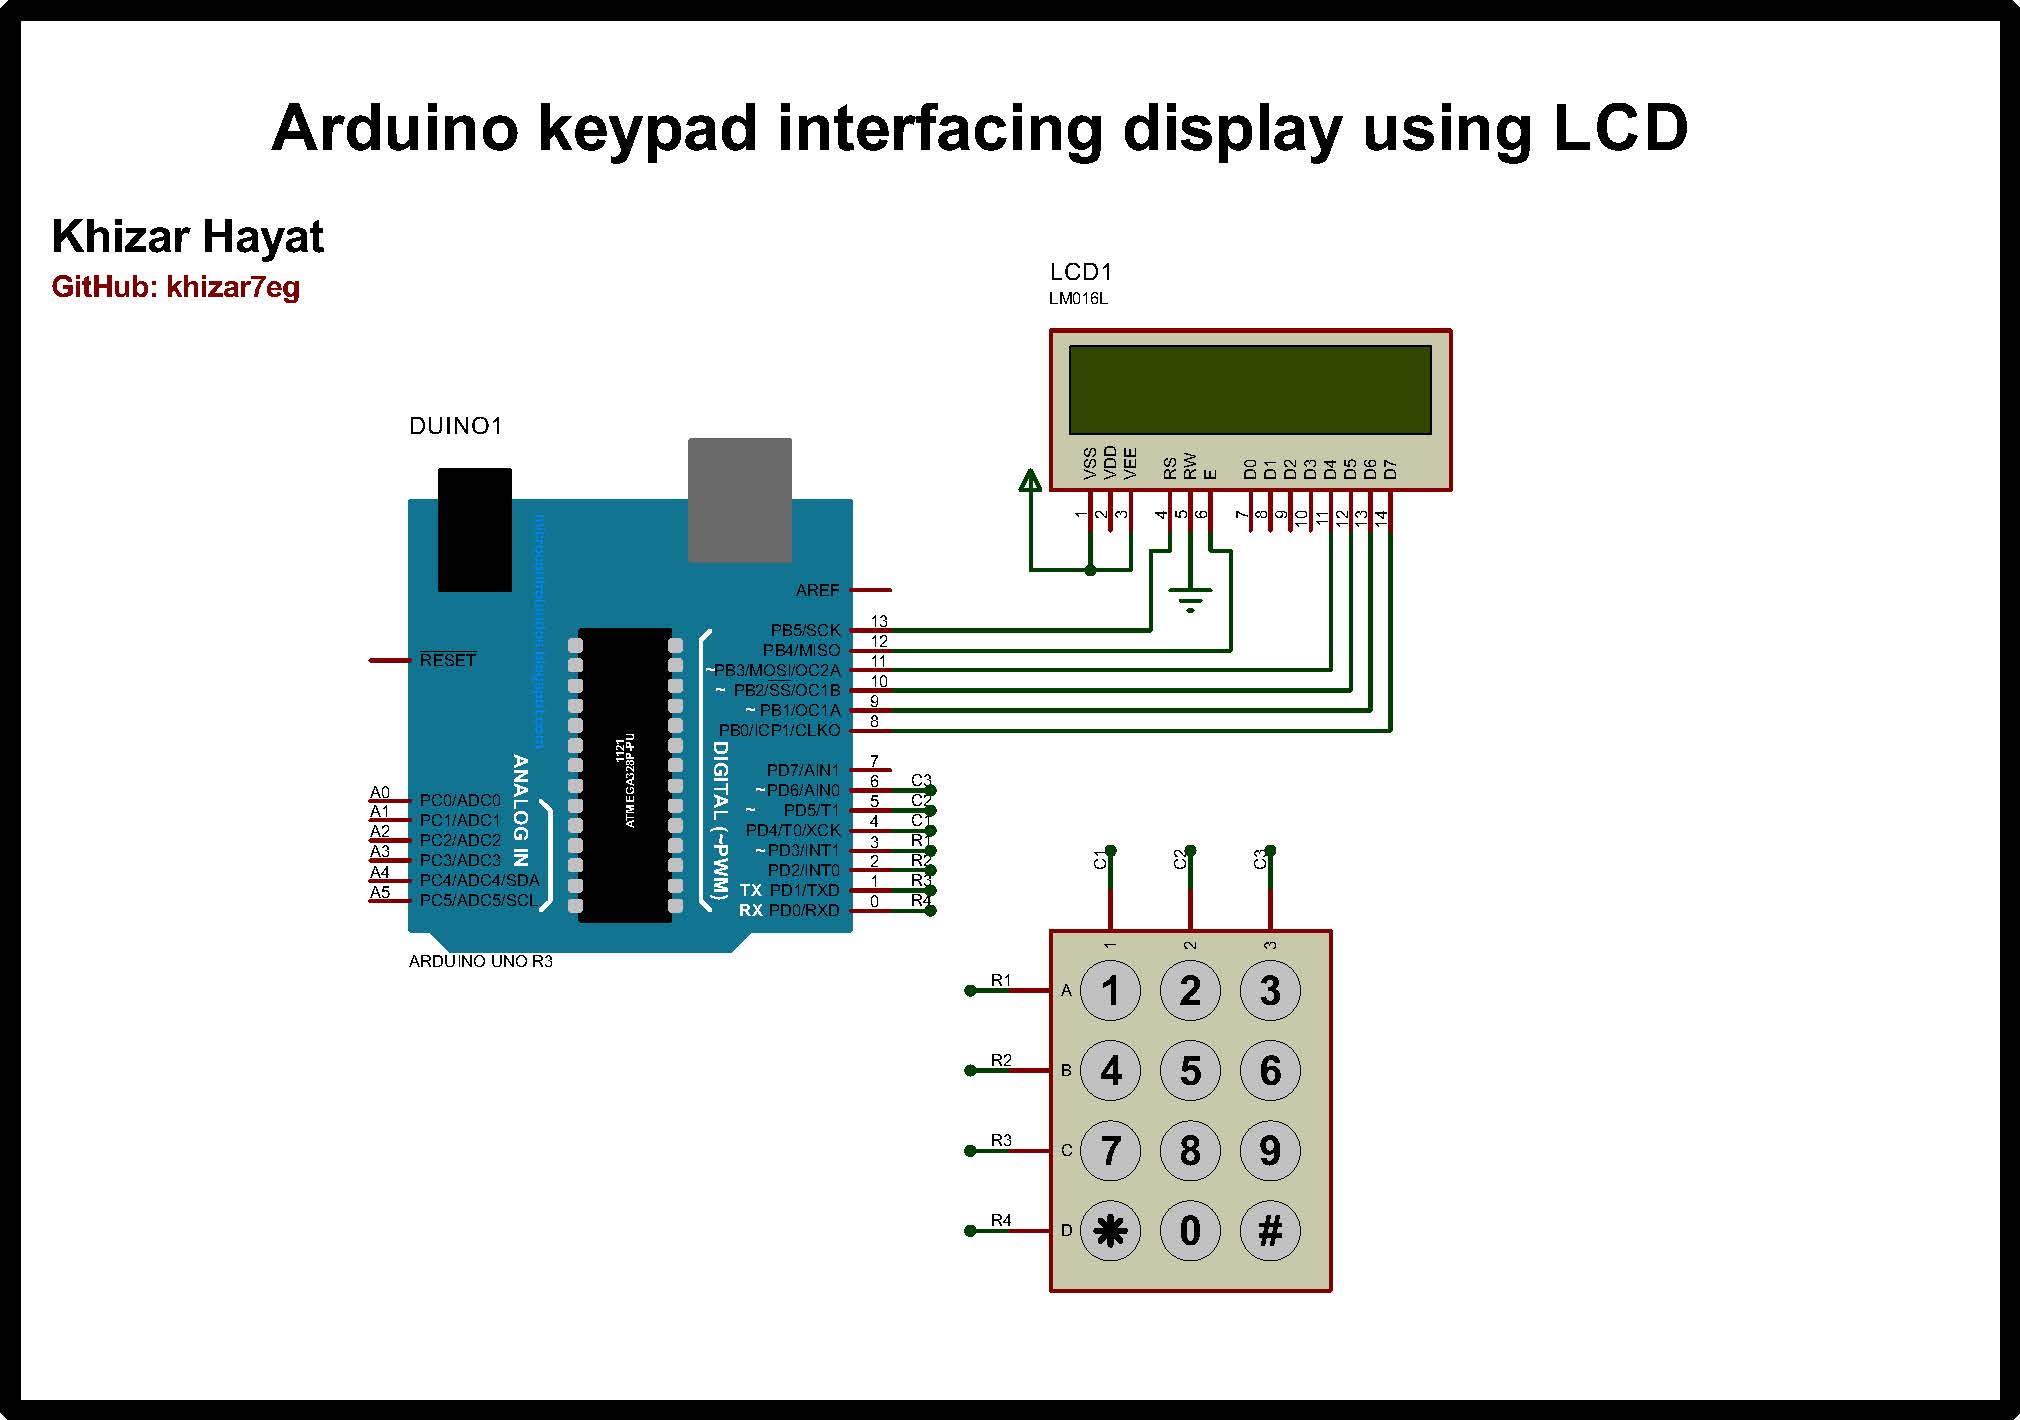 Arduino keypad interfacing display using LCD
Khizar Hayat
GitHub: khizar7eg
LCD1
LM016L
VSS
VDD
VEE
RS
RW
E
D0
D1
D2
D3
D4
D5
D6
D7
1
2
3
4
5
6
7
8
9
10
11
12
13
14
DUINO1
microcontrolandos.blogspot.com
RESET
AREF
PB5/SCK 13
PB4/MISO 12
~PB3/MOSI/OC2A 11
~ PB2/SS/OC1B 10
~ PB1/OC1A 9
PB0/ICP1/CLKO 8
1121
ATMEGA328P-PU
DIGITAL (~PWM)
ANALOG IN
PD7/AIN1 7
~PD6/AIN0 6 C3
~ PD5/T1 5 C2
PD4/T0/XCK 4 C1
~PD3/INT1 3 R1
PD2/INT0 2 R2
TX PD1/TXD 1 R3
RX PD0/RXD 0 R4
A0 PC0/ADC0
A1 PC1/ADC1
A2 PC2/ADC2
A3 PC3/ADC3
A4 PC4/ADC4/SDA
A5 PC5/ADC5/SCL
ARDUINO UNO R3
C1 C2 C3
1 2 3
R1 A 1 2 3
R2 B 4 5 6
R3 C 7 8 9
R4 D * 0 #